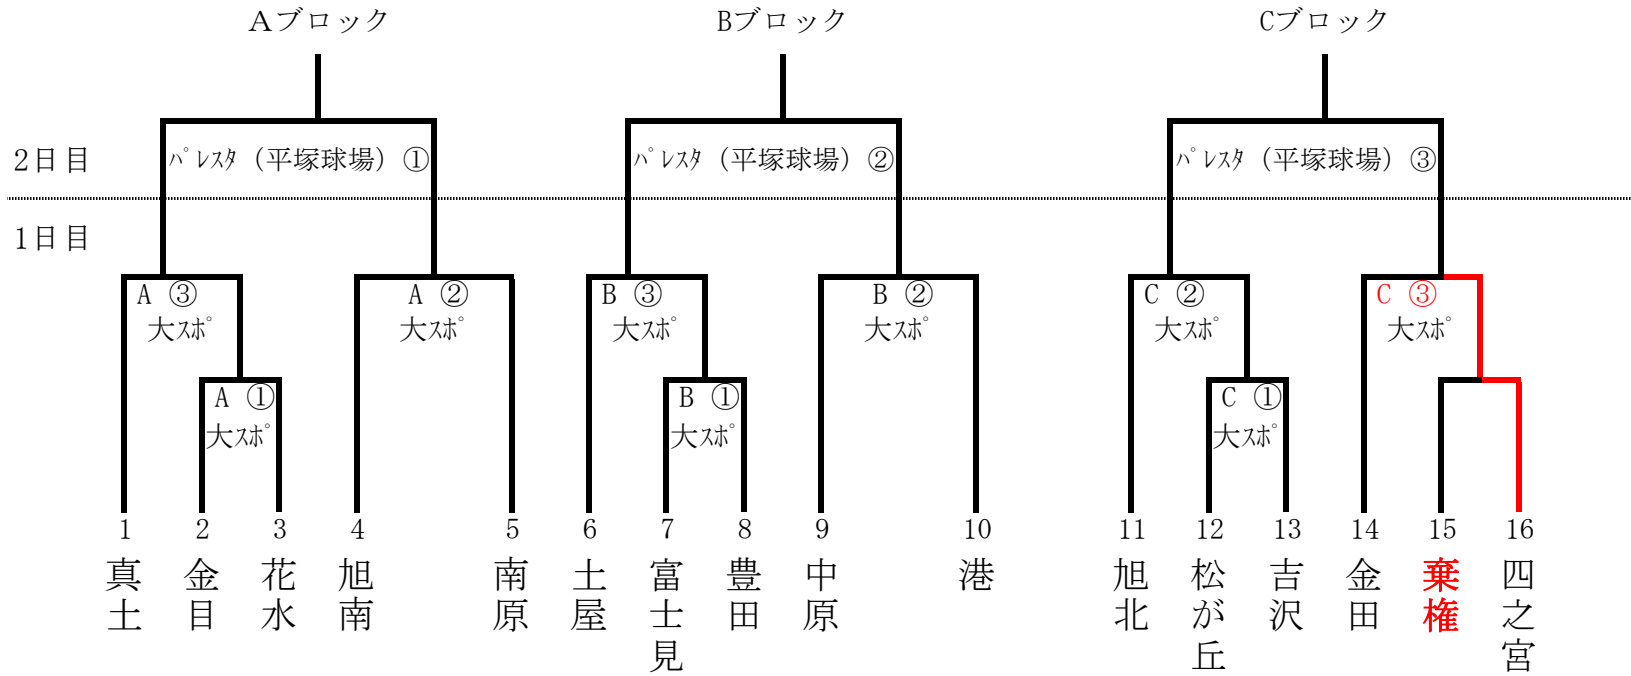 Aブロック Bブロック Cブロック
2日目 パレスタ（平塚球場）① パレスタ（平塚球場）② パレスタ（平塚球場）③
1日目
A ③ A ② B ③ B ② C ② C ③
大スポ 大スポ 大スポ 大スポ 大スポ 大スポ
A ① B ① C ①
大スポ 大スポ 大スポ
1 2 3 4 5 6 7 8 9 10 11 12 13 14 15 16
真土 金目 花水 旭南 南原 土屋 富士見 豊田 中原 港 旭北 松が丘 吉沢 金田 棄権 四之宮